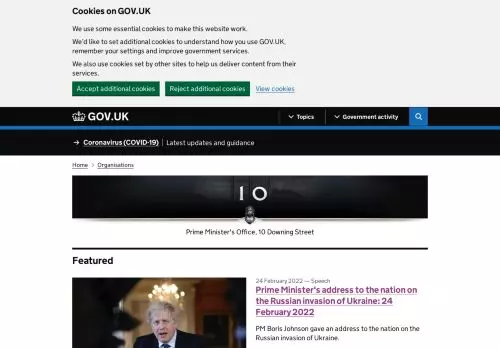 Cookies on GOV.UK
We use some essential cookies to make this website work.
We'd like to set additional cookies to understand how you use GOV.UK,
remember your settings and improve government services.
We also use cookies set by other sites to help us deliver content from their
services.
Accept additional cookies Reject additional cookies View cookies
GOV.UK Topics Government activity
→ Coronavirus (COVID-19) Latest updates and guidance
Home > Organisations
10
Prime Minister's Office, 10 Downing Street
Featured
24 February 2022 — Speech
Prime Minister's address to the nation on
the Russian invasion of Ukraine: 24
February 2022
PM Boris Johnson gave an address to the nation on the
Russian invasion of Ukraine.